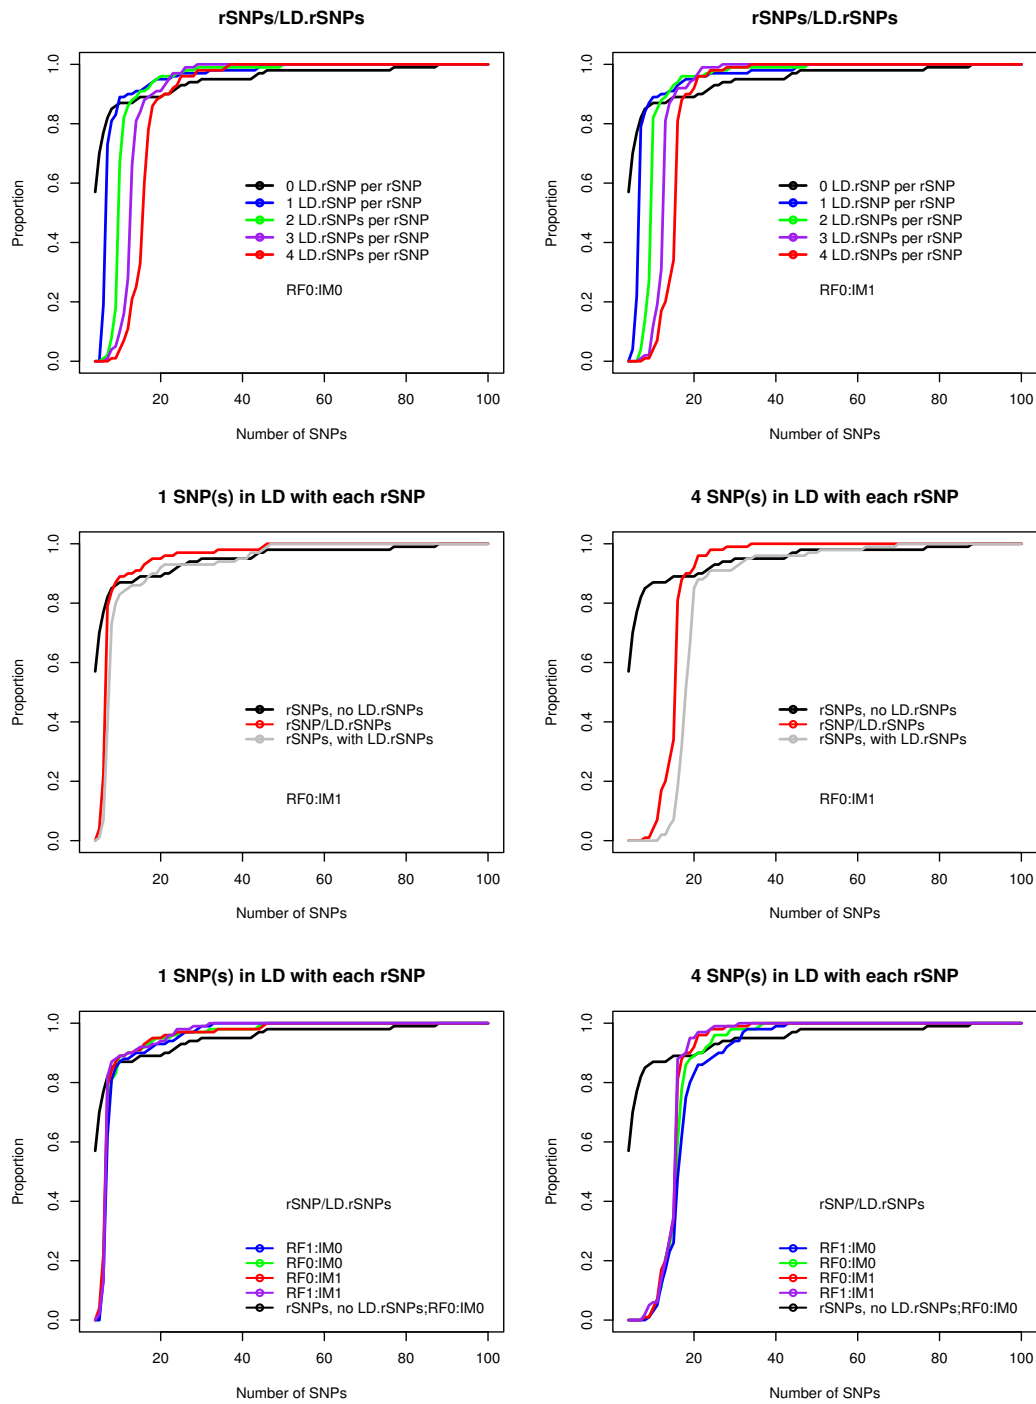 rSNPs/LD.rSNPs
Proportion
0.0 0.2 0.4 0.6 0.8 1.0
0 LD.rSNP per rSNP
1 LD.rSNP per rSNP
2 LD.rSNPs per rSNP
3 LD.rSNPs per rSNP
4 LD.rSNPs per rSNP
RF0:IM0
20 40 60 80 100
Number of SNPs
rSNPs/LD.rSNPs
Proportion
0.0 0.2 0.4 0.6 0.8 1.0
0 LD.rSNP per rSNP
1 LD.rSNP per rSNP
2 LD.rSNPs per rSNP
3 LD.rSNPs per rSNP
4 LD.rSNPs per rSNP
RF0:IM1
20 40 60 80 100
Number of SNPs
1 SNP(s) in LD with each rSNP
Proportion
0.0 0.2 0.4 0.6 0.8 1.0
rSNPs, no LD.rSNPs
rSNP/LD.rSNPs
rSNPs, with LD.rSNPs
RF0:IM1
20 40 60 80 100
Number of SNPs
4 SNP(s) in LD with each rSNP
Proportion
0.0 0.2 0.4 0.6 0.8 1.0
rSNPs, no LD.rSNPs
rSNP/LD.rSNPs
rSNPs, with LD.rSNPs
RF0:IM1
20 40 60 80 100
Number of SNPs
1 SNP(s) in LD with each rSNP
Proportion
0.0 0.2 0.4 0.6 0.8 1.0
rSNP/LD.rSNPs
RF1:IM0
RF0:IM0
RF0:IM1
RF1:IM1
rSNPs, no LD.rSNPs;RF0:IM0
20 40 60 80 100
Number of SNPs
4 SNP(s) in LD with each rSNP
Proportion
0.0 0.2 0.4 0.6 0.8 1.0
rSNP/LD.rSNPs
RF1:IM0
RF0:IM0
RF0:IM1
RF1:IM1
rSNPs, no LD.rSNPs;RF0:IM0
20 40 60 80 100
Number of SNPs